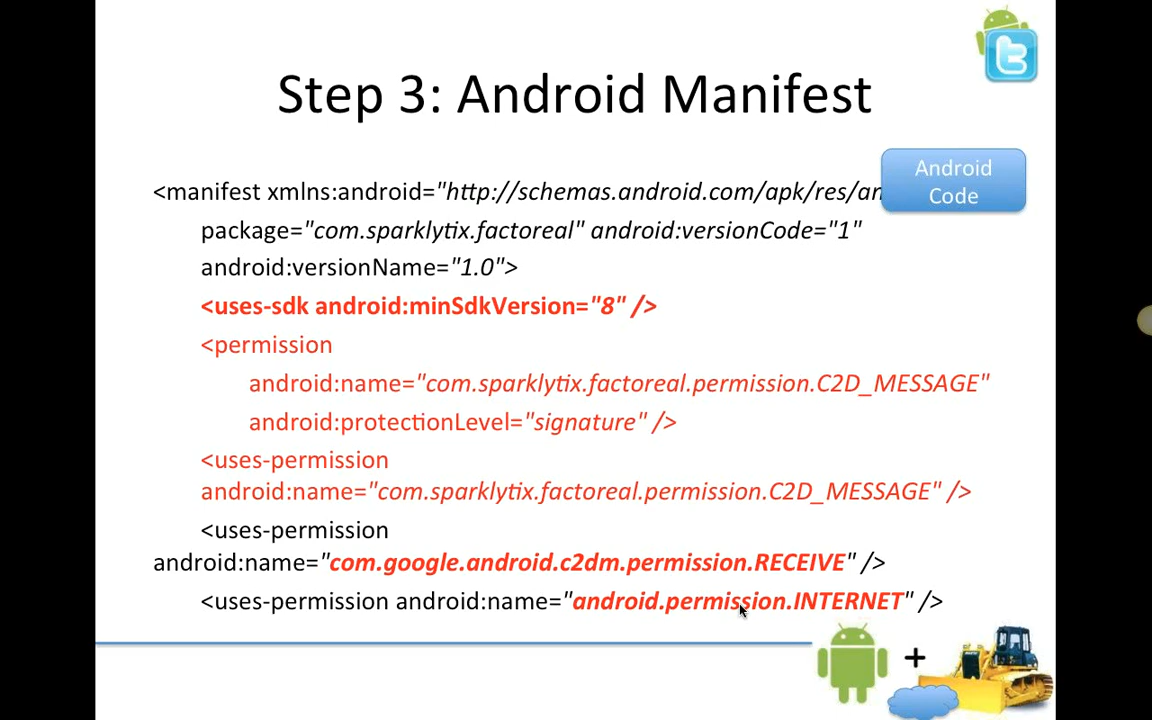 Step 3: Android Manifest
Android
Code
<manifest xmlns:android="http://schemas.android.com/apk/res/an
package="com.sparklytix.factoreal" android:versionCode="1"
android:versionName="1.0">
<uses-sdk android:minSdkVersion="8" />
<permission
android:name="com.sparklytix.factoreal.permission.C2D_MESSAGE"
android:protectionLevel="signature" />
<uses-permission
android:name="com.sparklytix.factoreal.permission.C2D_MESSAGE" />
<uses-permission
android:name="com.google.android.c2dm.permission.RECEIVE" />
<uses-permission android:name="android.permission.INTERNET" />
+